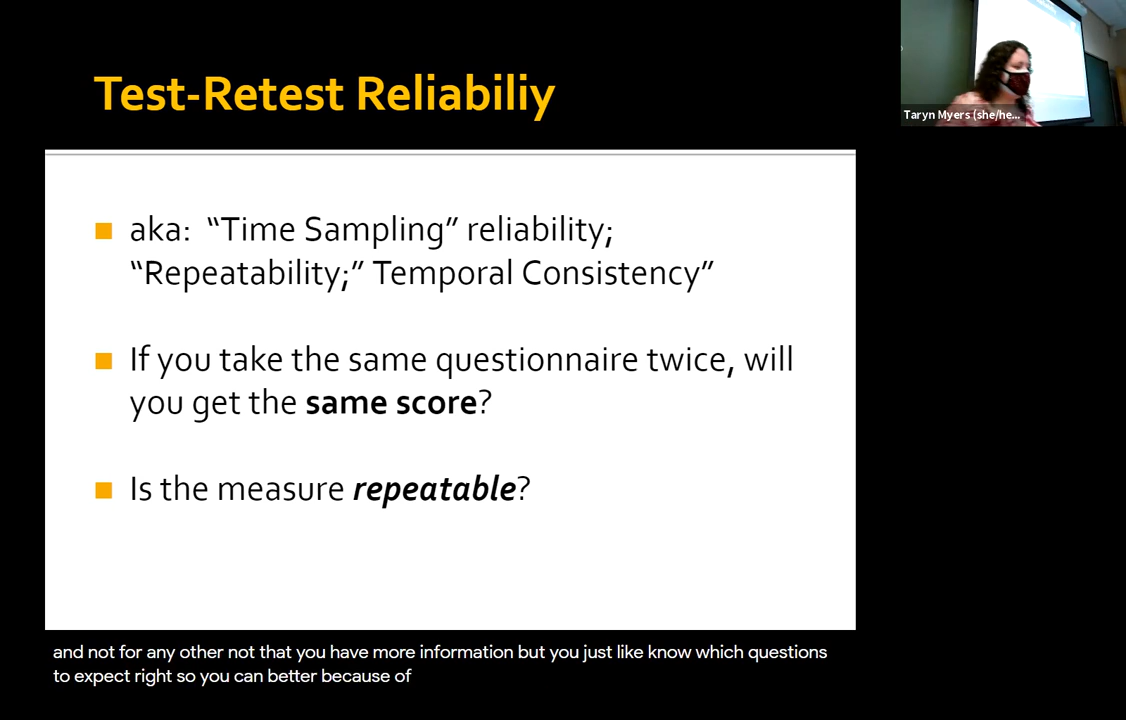 Test-Retest Reliabiliy
Taryn Myers (she/he...
aka:  “Time Sampling” reliability;
“Repeatability;” Temporal Consistency”
If you take the same questionnaire twice, will
you get the same score?
Is the measure repeatable?
and not for any other not that you have more information but you just like know which questions
to expect right so you can better because of